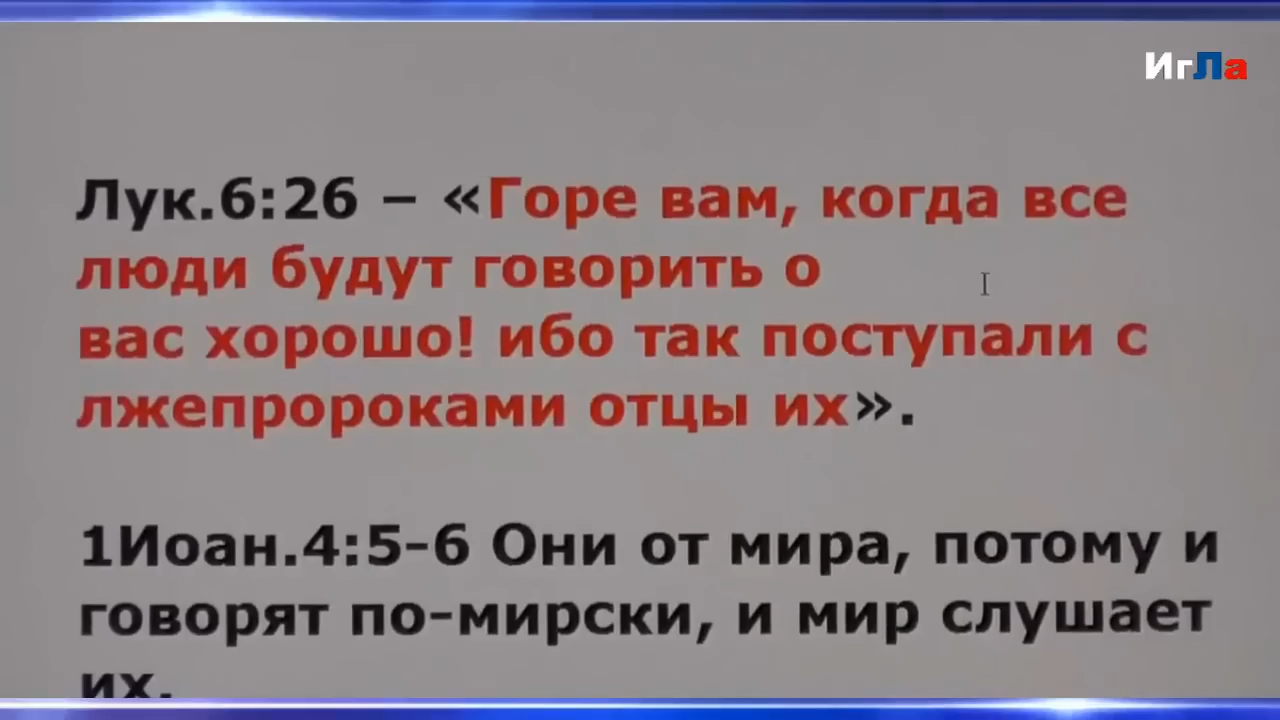 ИгЛа
Лук.6:26 – «Горе вам, когда все
люди будут говорить о
вас хорошо! ибо так поступали с
лжепророками отцы их».
1Иоан.4:5-6 Они от мира, потому и
говорят по-мирски, и мир слушает
их.